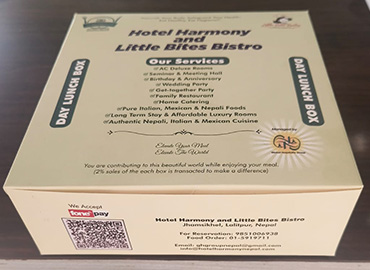 Hotel Harmony
and
Little Bites Bistro
DAY LUNCH BOX
Our Services
AC Deluxe Rooms
Seminar & Meeting Hall
Birthday & Anniversary
Wedding Party
Get-together Party
Family Restaurant
Home Catering
Pure Italian, Mexican & Nepali Foods
Long Term Stay & Affordable Luxury Rooms
Authentic Nepali, Italian & Mexican Cuisine
DAY LUNCH BOX
Managed by
Elevate Your Meal
Elevate The World
You are contributing to this beautiful world while enjoying your meal.
(2% sales of the each box is transacted to make a difference)
We Accept
fonepay
Hotel Harmony and Little Bites Bistro
Jhamsikhel, Lalitpur, Nepal
For Reservation: 9851006938
Food Order: 01-5919711